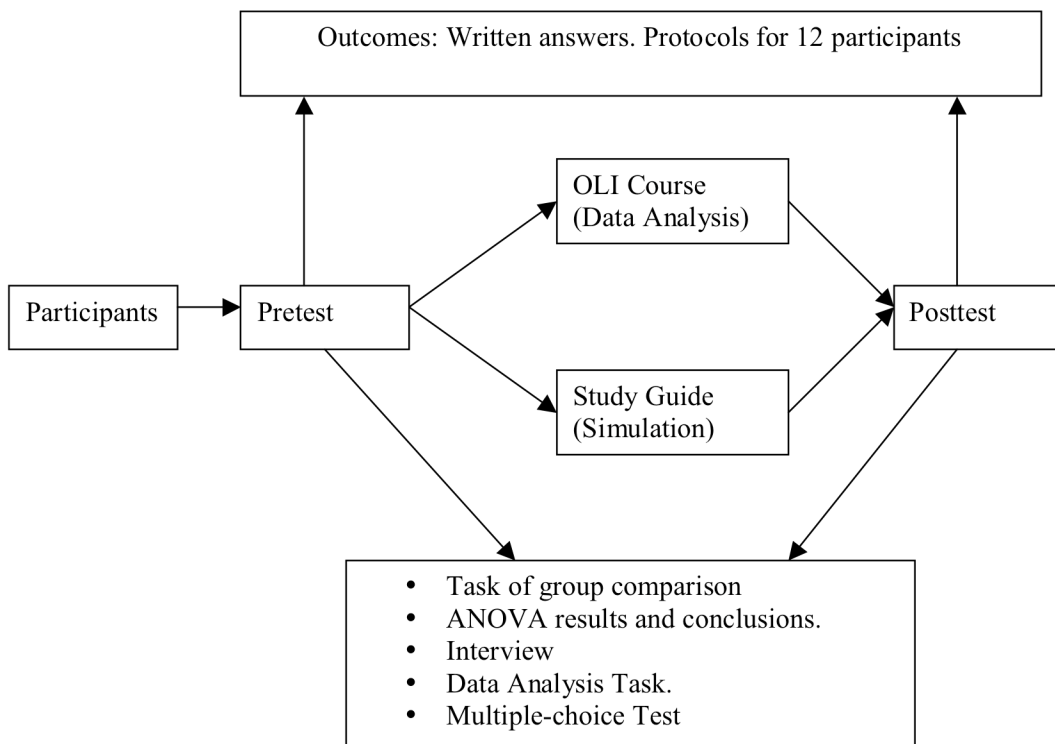 Outcomes: Written answers. Protocols for 12 participants
OLI Course
(Data Analysis)
Participants
Pretest
Posttest
Study Guide
(Simulation)
• Task of group comparison
• ANOVA results and conclusions.
• Interview
• Data Analysis Task.
• Multiple-choice Test